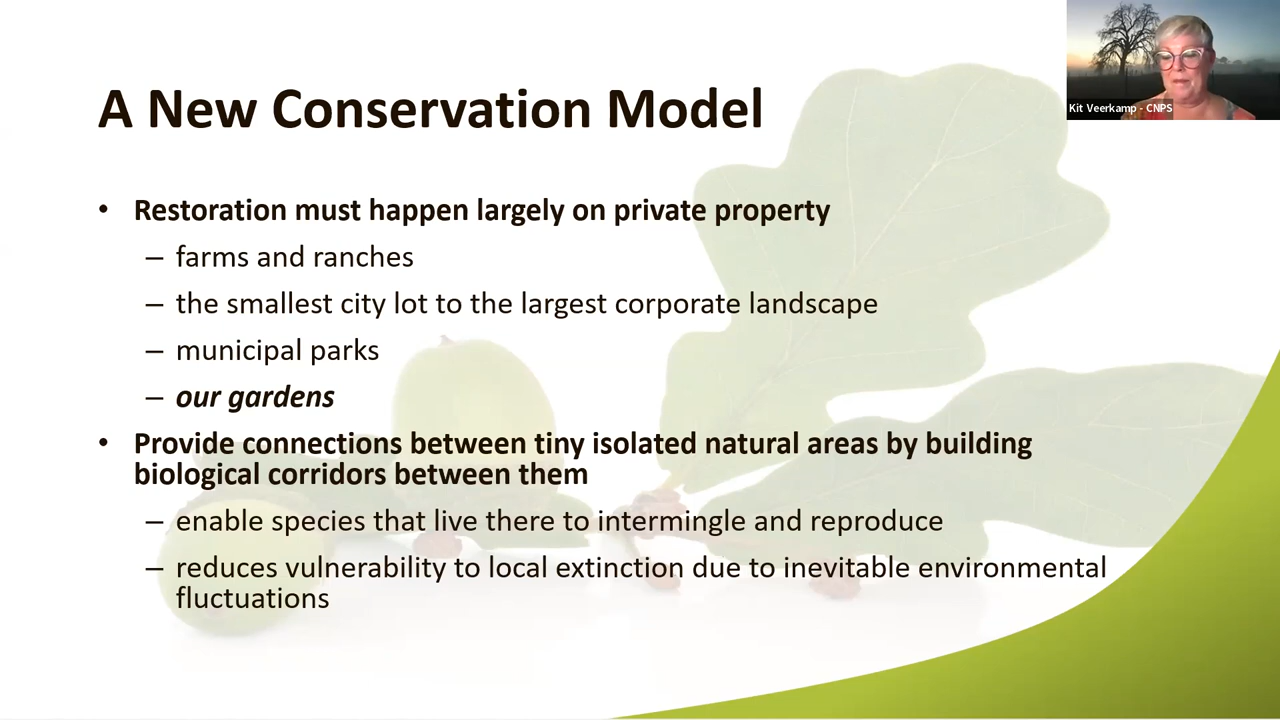 Kit Veerkamp - CNPS
A New Conservation Model
• Restoration must happen largely on private property
– farms and ranches
– the smallest city lot to the largest corporate landscape
– municipal parks
– our gardens
• Provide connections between tiny isolated natural areas by building
biological corridors between them
– enable species that live there to intermingle and reproduce
– reduces vulnerability to local extinction due to inevitable environmental
fluctuations